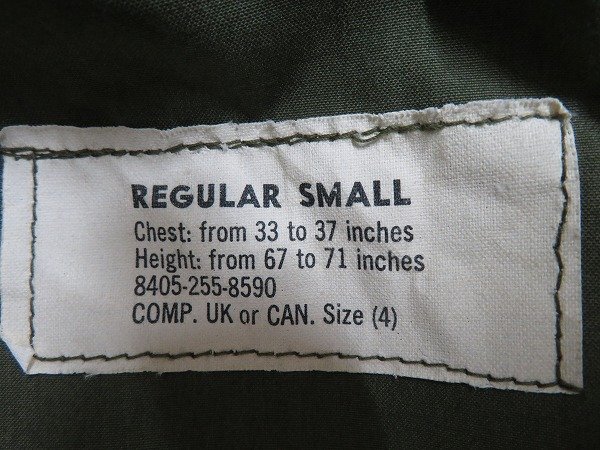 REGULAR SMALL
Chest: from 33 to 37 inches
Height: from 67 to 71 inches
8405-255-8590
COMP. UK or CAN. Size (4)